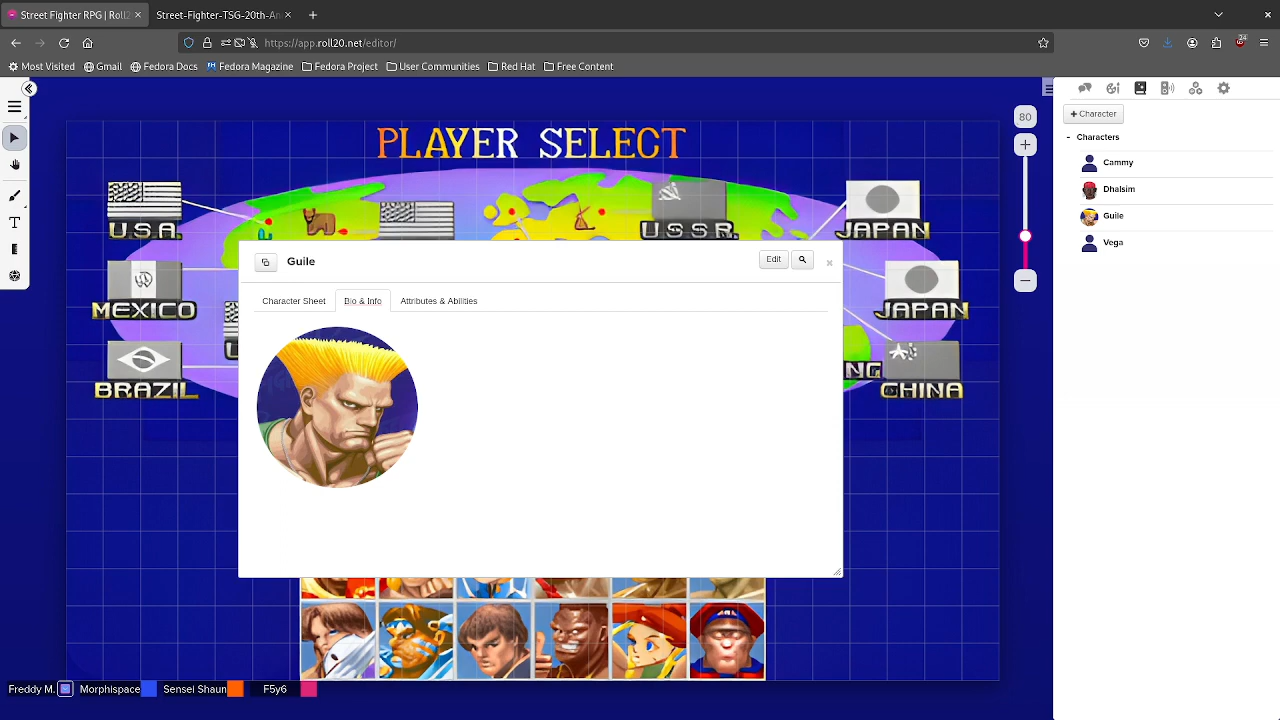 Street Fighter RPG | Roll2
Street-Fighter-TSG-20th-An
https://app.roll20.net/editor/
24
Most Visited
Gmail
Fedora Docs
Fedora Magazine
Fedora Project
User Communities
Red Hat
Free Content
PLAYER SELECT
80
+ Character
Characters
Cammy
Dhalsim
Guile
Vega
U.S.A.
USSR.
JAPAN
MEXICO
JAPAN
BRAZIL
NG
CHINA
Guile
Edit
Character Sheet
Bio & Info
Attributes & Abilities
Freddy M.
Morphispace
Sensei Shaun
F5y6